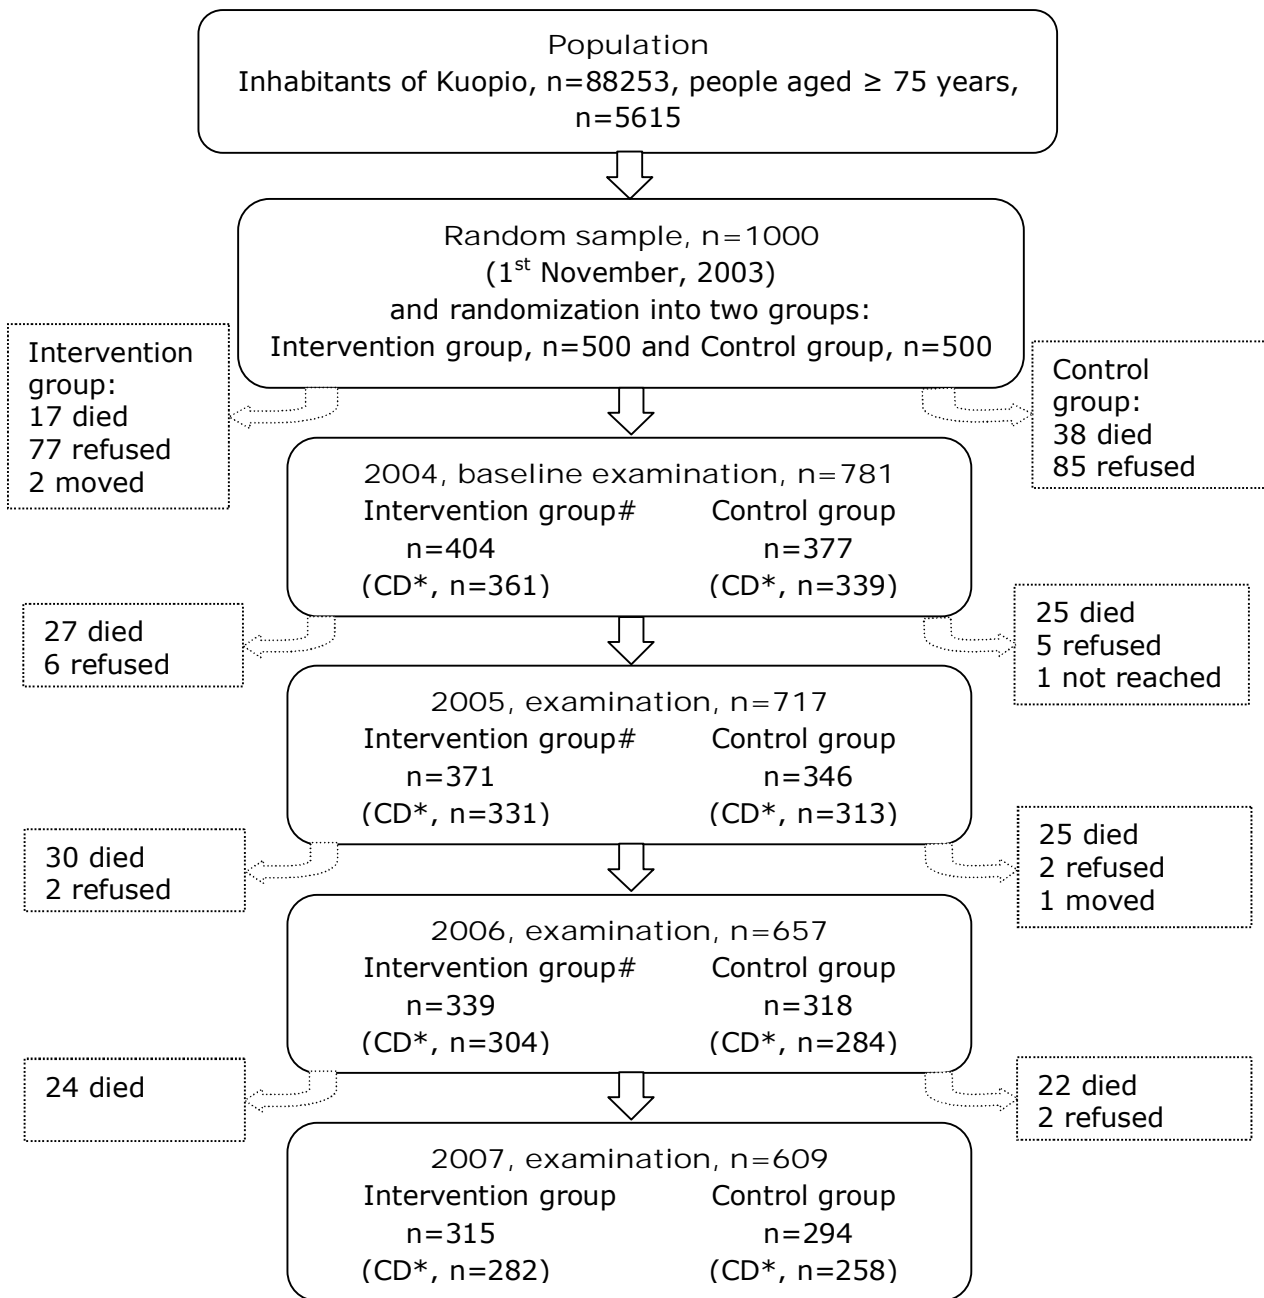 Population
Inhabitants of Kuopio, n=88253, people aged ≥ 75 years,
n=5615
Random sample, n=1000
(1st November, 2003)
and randomization into two groups:
Intervention group, n=500 and Control group, n=500
Intervention
group:
17 died
77 refused
2 moved
Control
group:
38 died
85 refused
2004, baseline examination, n=781
Intervention group# Control group
n=404 n=377
(CD*, n=361) (CD*, n=339)
27 died
6 refused
25 died
5 refused
1 not reached
2005, examination, n=717
Intervention group# Control group
n=371 n=346
(CD*, n=331) (CD*, n=313)
30 died
2 refused
25 died
2 refused
1 moved
2006, examination, n=657
Intervention group# Control group
n=339 n=318
(CD*, n=304) (CD*, n=284)
24 died
22 died
2 refused
2007, examination, n=609
Intervention group Control group
n=315 n=294
(CD*, n=282) (CD*, n=258)